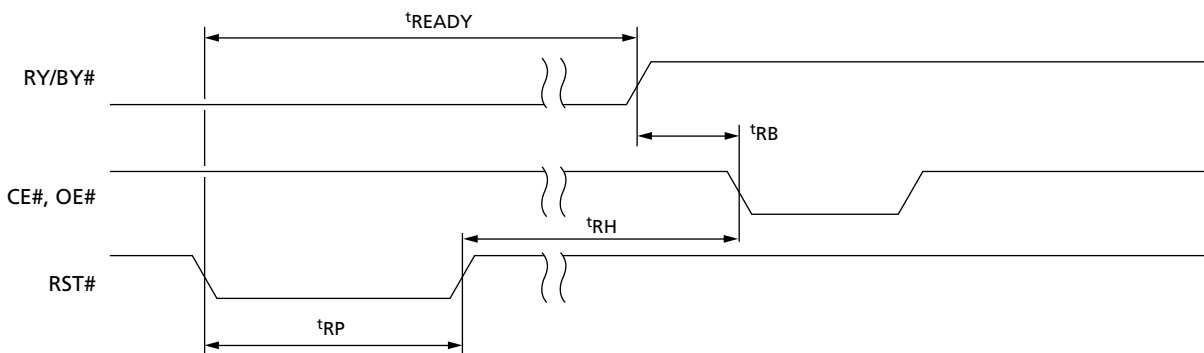 tREADY
RY/BY#
tRB
CE#, OE#
tRH
RST#
tRP